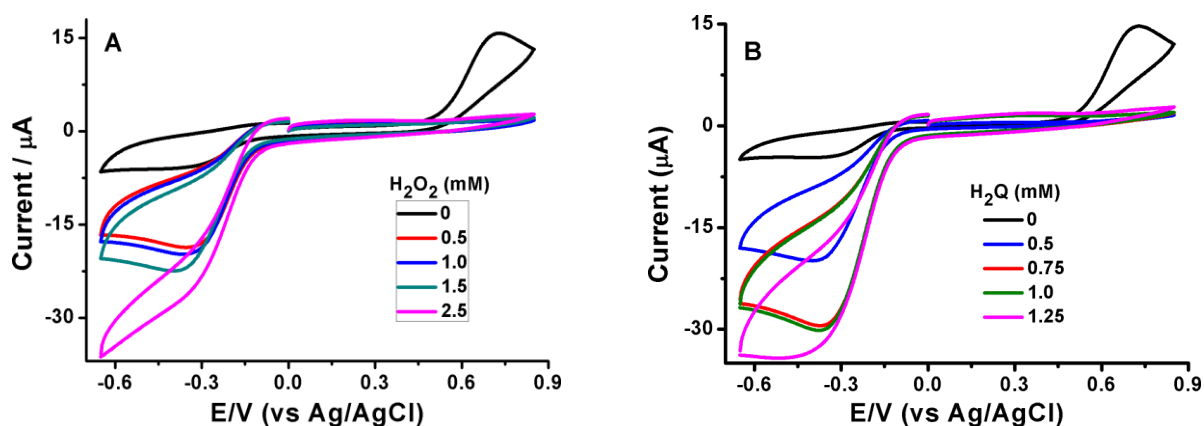 A
15
0
-15
-30
Current / μA
H₂O₂ (mM)
0
0.5
1.0
1.5
2.5
-0.6 -0.3 0.0 0.3 0.6 0.9
E/V (vs Ag/AgCl)
B
15
0
-15
-30
Current (μA)
H₂Q (mM)
0
0.5
0.75
1.0
1.25
-0.6 -0.3 0.0 0.3 0.6 0.9
E/V (vs Ag/AgCl)